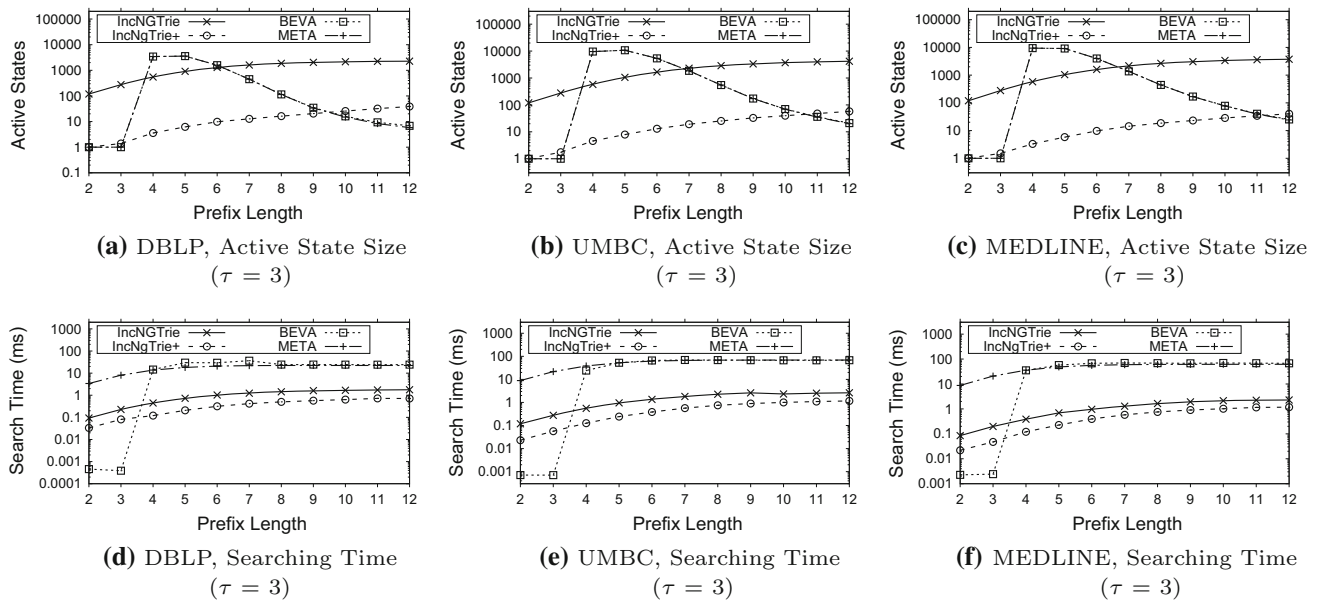 IncNGTrie
IncNgTrie+
BEVA
META
100000
10000
1000
100
10
1
0.1
2 3 4 5 6 7 8 9 10 11 12
Active States
Prefix Length
(a) DBLP, Active State Size
(τ = 3)
IncNGTrie
IncNgTrie+
BEVA
META
100000
10000
1000
100
10
1
2 3 4 5 6 7 8 9 10 11 12
Active States
Prefix Length
(b) UMBC, Active State Size
(τ = 3)
IncNGTrie
IncNgTrie+
BEVA
META
100000
10000
1000
100
10
1
2 3 4 5 6 7 8 9 10 11 12
Active States
Prefix Length
(c) MEDLINE, Active State Size
(τ = 3)
IncNGTrie
IncNgTrie+
BEVA
META
1000
100
10
1
0.1
0.01
0.001
0.0001
2 3 4 5 6 7 8 9 10 11 12
Search Time (ms)
Prefix Length
(d) DBLP, Searching Time
(τ = 3)
IncNGTrie
IncNgTrie+
BEVA
META
1000
100
10
1
0.1
0.01
0.001
2 3 4 5 6 7 8 9 10 11 12
Search Time (ms)
Prefix Length
(e) UMBC, Searching Time
(τ = 3)
IncNGTrie
IncNgTrie+
BEVA
META
1000
100
10
1
0.1
0.01
0.001
2 3 4 5 6 7 8 9 10 11 12
Search Time (ms)
Prefix Length
(f) MEDLINE, Searching Time
(τ = 3)